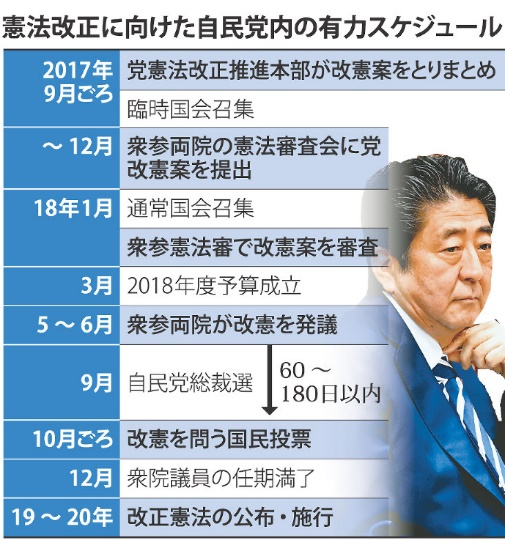 憲法改正に向けた自民党内の有力スケジュール
2017年
9月ごろ
党憲法改正推進本部が改憲案をとりまとめ
臨時国会召集
～12月
衆参両院の憲法審査会に党
改憲案を提出
18年1月
通常国会召集
衆参憲法審で改憲案を審査
3月
2018年度予算成立
5～6月
衆参両院が改憲を発議
9月
自民党総裁選
60～
180日以内
10月ごろ
改憲を問う国民投票
12月
衆院議員の任期満了
19～20年
改正憲法の公布・施行